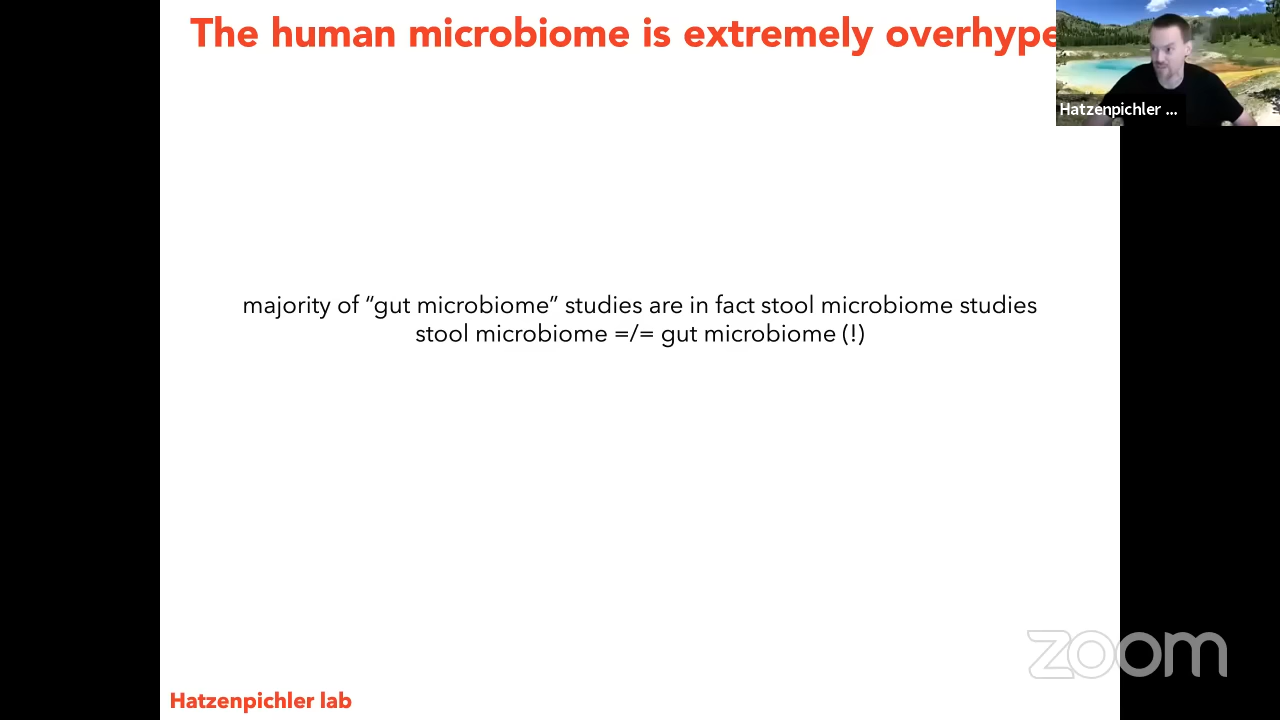 The human microbiome is extremely overhype
Hatzenpichler ...
majority of “gut microbiome” studies are in fact stool microbiome studies
stool microbiome =/= gut microbiome (!)
zoom
Hatzenpichler lab